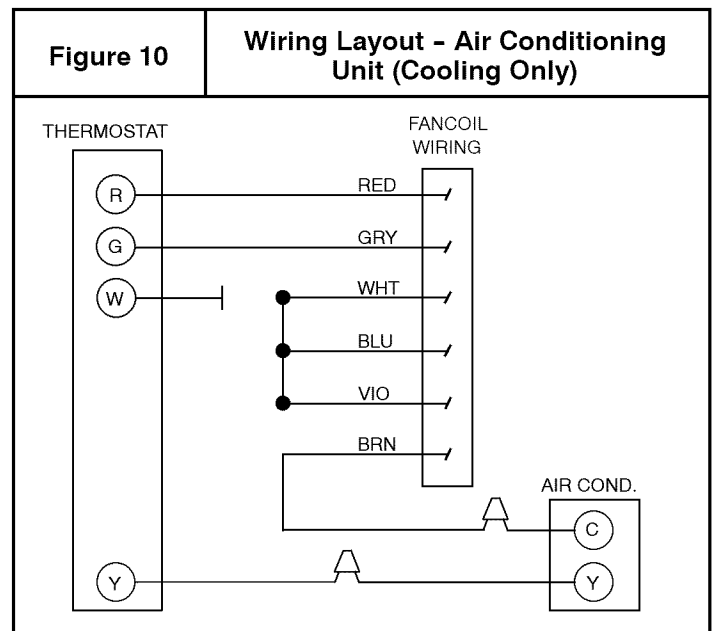 Figure 10
Wiring Layout – Air Conditioning
Unit (Cooling Only)
THERMOSTAT
FANCOIL
WIRING
R
RED
G
GRY
W
WHT
BLU
VIO
BRN
AIR COND.
C
Y
Y